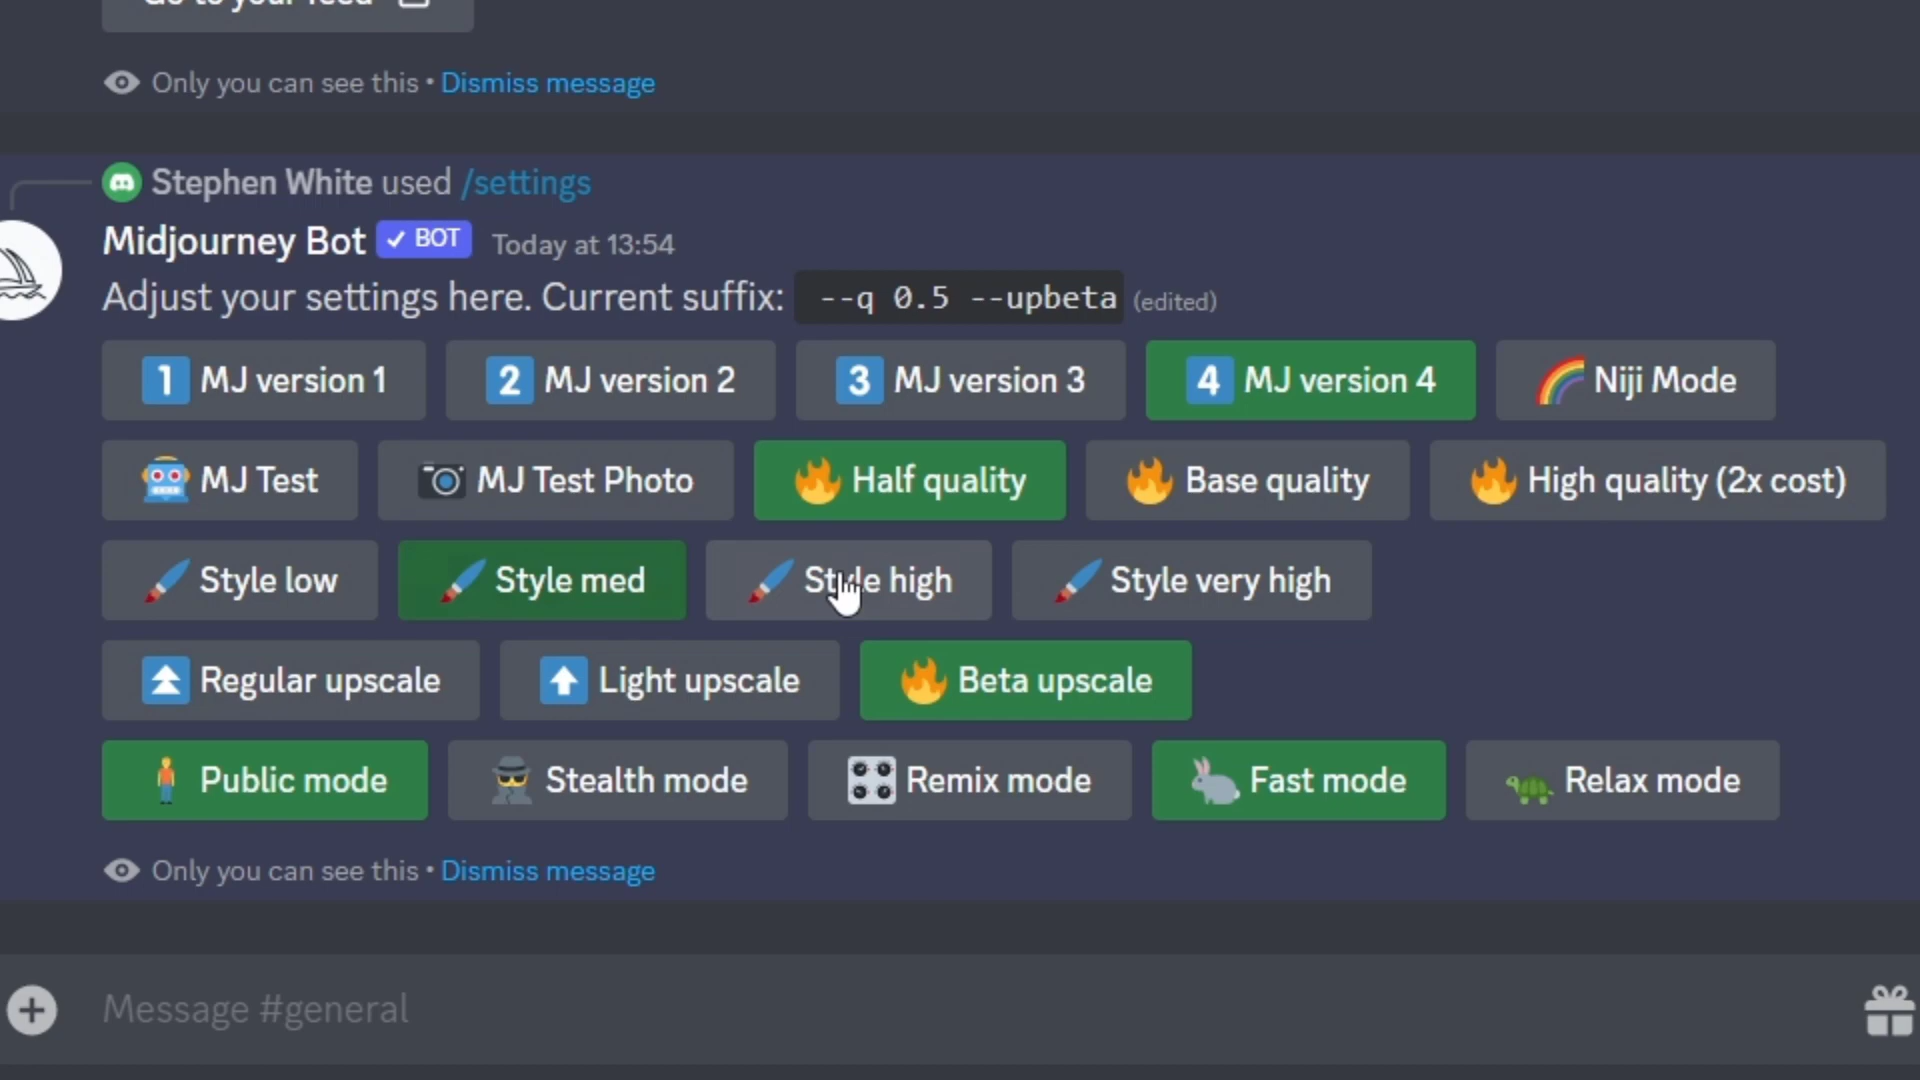 Go to your feed
Only you can see this • Dismiss message
Stephen White used /settings
Midjourney Bot ✓ BOT Today at 13:54
Adjust your settings here. Current suffix: --q 0.5 --upbeta (edited)
1 MJ version 1 2 MJ version 2 3 MJ version 3 4 MJ version 4 Niji Mode
MJ Test MJ Test Photo Half quality Base quality High quality (2x cost)
Style low Style med Style high Style very high
Regular upscale Light upscale Beta upscale
Public mode Stealth mode Remix mode Fast mode Relax mode
Only you can see this • Dismiss message
Message #general